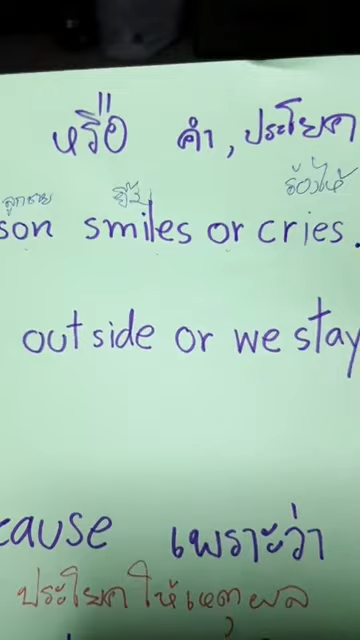 หรือ คำ, ประโยค
ลูกชาย ยิ้ม ร้องไห้
son smiles or cries.
outside or we stay
cause เพราะว่า
ประโยคให้เหตุผล